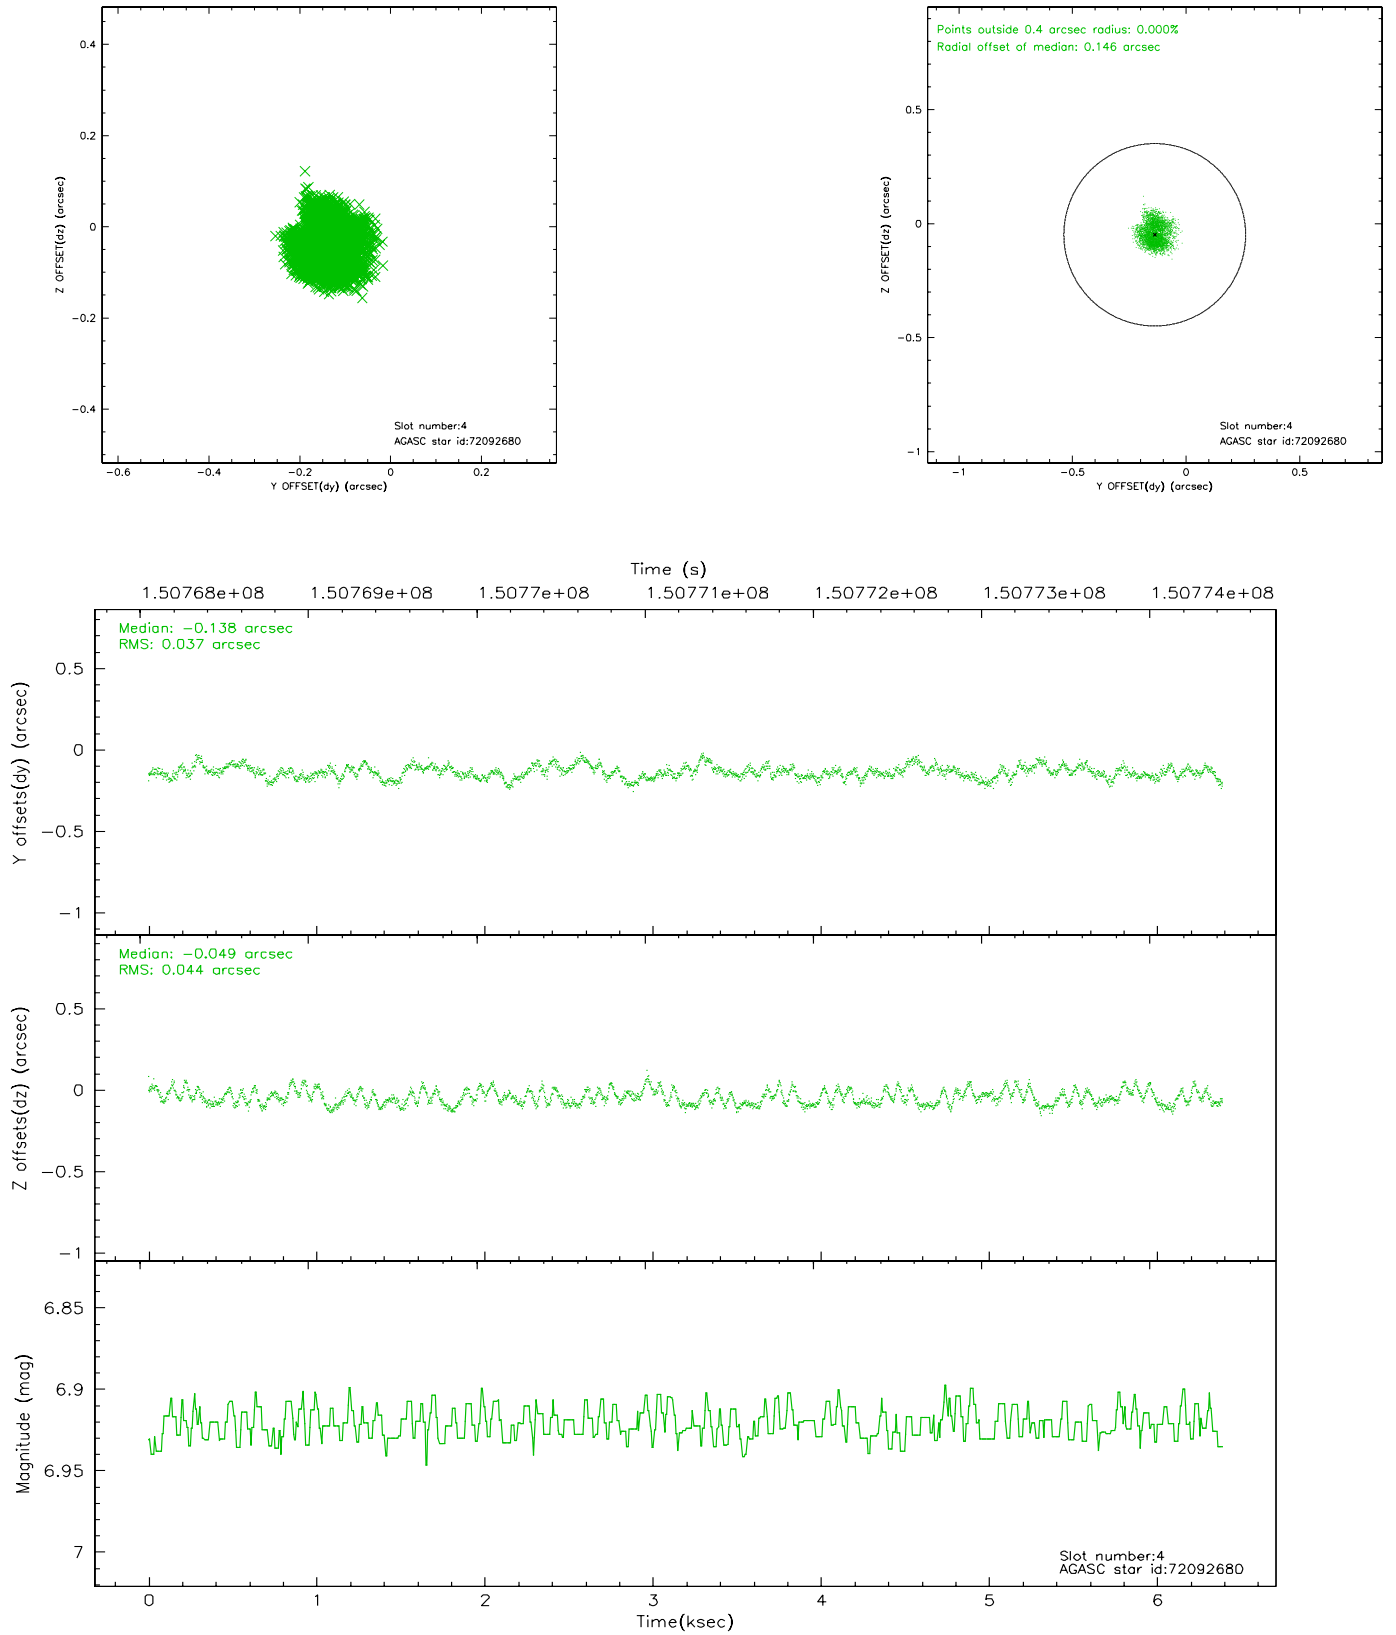 0.4
0.2
0
−0.2
−0.4
Z OFFSET(dz) (arcsec)
Slot number:4
AGASC star id:72092680
−0.6
−0.4
−0.2
0
0.2
Y OFFSET(dy) (arcsec)
Points outside 0.4 arcsec radius: 0.000%
Radial offset of median: 0.146 arcsec
0.5
0
−0.5
−1
Z OFFSET(dz) (arcsec)
Slot number:4
AGASC star id:72092680
−1
−0.5
0
0.5
Y OFFSET(dy) (arcsec)
Time (s)
1.50768e+08
1.50769e+08
1.5077e+08
1.50771e+08
1.50772e+08
1.50773e+08
1.50774e+08
Median: −0.138 arcsec
RMS: 0.037 arcsec
0.5
0
−0.5
−1
Y offsets(dy) (arcsec)
Median: −0.049 arcsec
RMS: 0.044 arcsec
0.5
0
−0.5
−1
Z offsets(dz) (arcsec)
6.85
6.9
6.95
7
Magnitude (mag)
Slot number:4
AGASC star id:72092680
0
1
2
3
4
5
6
Time(ksec)